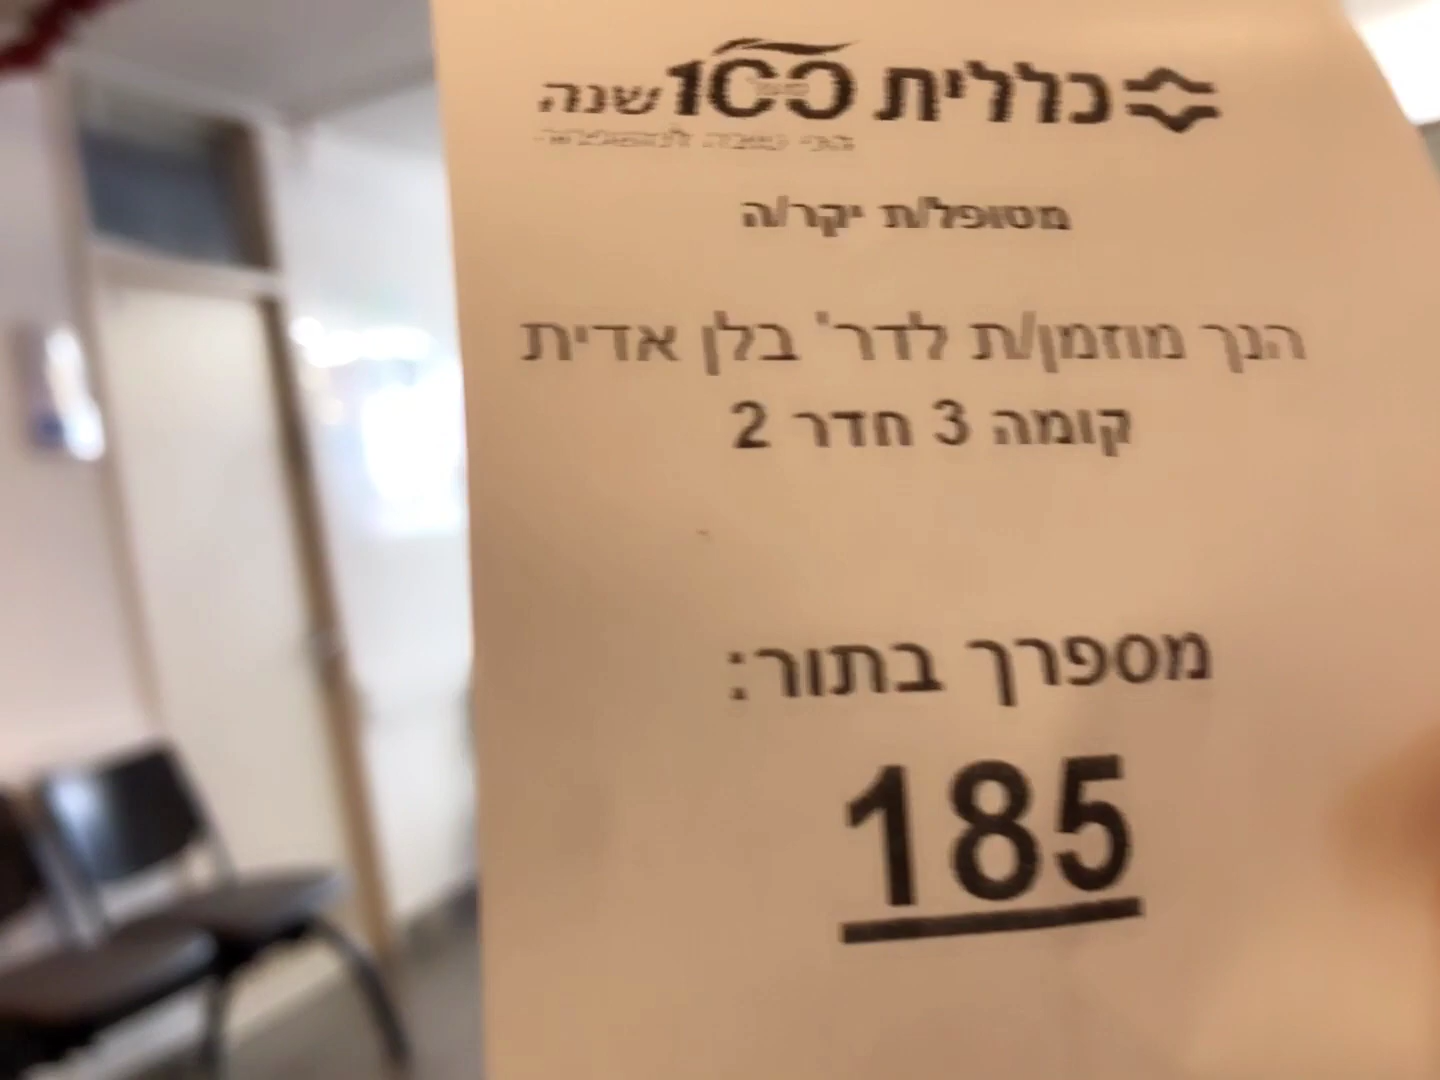 כללית 100 שנה
מטופל/ת יקר/ה
הנך מוזמן/ת לדר' בלן אדית
קומה 3 חדר 2
מספרך בתור:
185